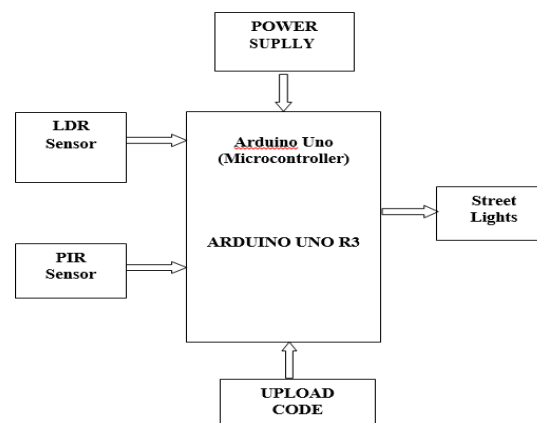 POWER
SUPLLY
LDR
Sensor
Arduino Uno
(Microcontroller)
Street
Lights
ARDUINO UNO R3
PIR
Sensor
UPLOAD
CODE